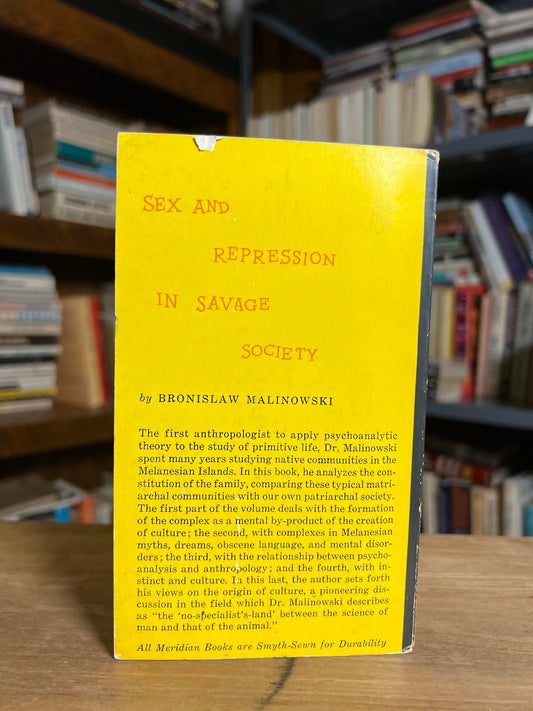 SEX AND
REPRESSION
IN SAVAGE
SOCIETY
by BRONISLAW MALINOWSKI
The first anthropologist to apply psychoanalytic
theory to the study of primitive life, Dr. Malinowski
spent many years studying native communities in the
Melanesian Islands. In this book, he analyzes the con-
stitution of the family, comparing these typical matri-
archal communities with our own patriarchal society.
The first part of the volume deals with the formation
of the complex as a mental by-product of the creation
of culture; the second, with complexes in Melanesian
myths, dreams, obscene language, and mental disor-
ders; the third, with the relationship between psycho-
analysis and anthropology; and the fourth, with in-
stinct and culture. In this last, the author sets forth
his views on the origin of culture, a pioneering dis-
cussion in the field which Dr. Malinowski describes
as "the 'no-specialist's-land' between the science of
man and that of the animal."
All Meridian Books are Smyth-Sewn for Durability